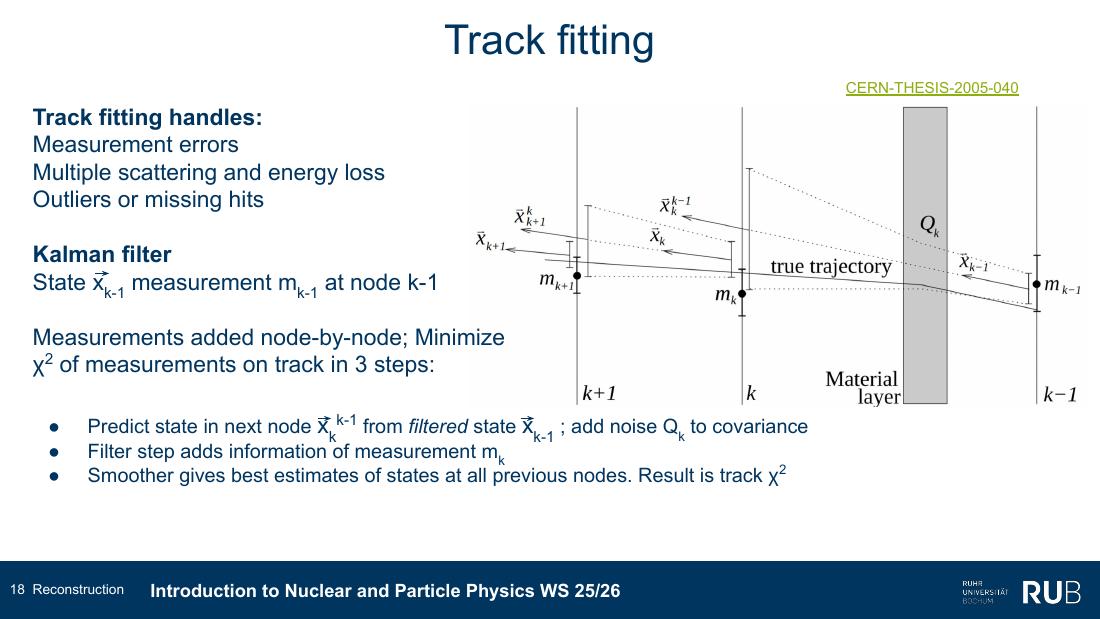 Track fitting
CERN-THESIS-2005-040
Track fitting handles:
Measurement errors
Multiple scattering and energy loss
Outliers or missing hits
Kalman filter
State x⃗k-1 measurement mk-1 at node k-1
Measurements added node-by-node; Minimize
χ² of measurements on track in 3 steps:
x⃗ k k+1
x⃗ k+1
mk+1
x⃗ k-1 k
x⃗ k
mk
true trajectory
Qk
x⃗ k−1
m k−1
Material
layer
k+1
k
k−1
● Predict state in next node x⃗k k-1 from filtered state x⃗k-1 ; add noise Qk to covariance
● Filter step adds information of measurement mk
● Smoother gives best estimates of states at all previous nodes. Result is track χ²
18 Reconstruction
Introduction to Nuclear and Particle Physics WS 25/26
RUHR
UNIVERSITÄT
BOCHUM
RUB